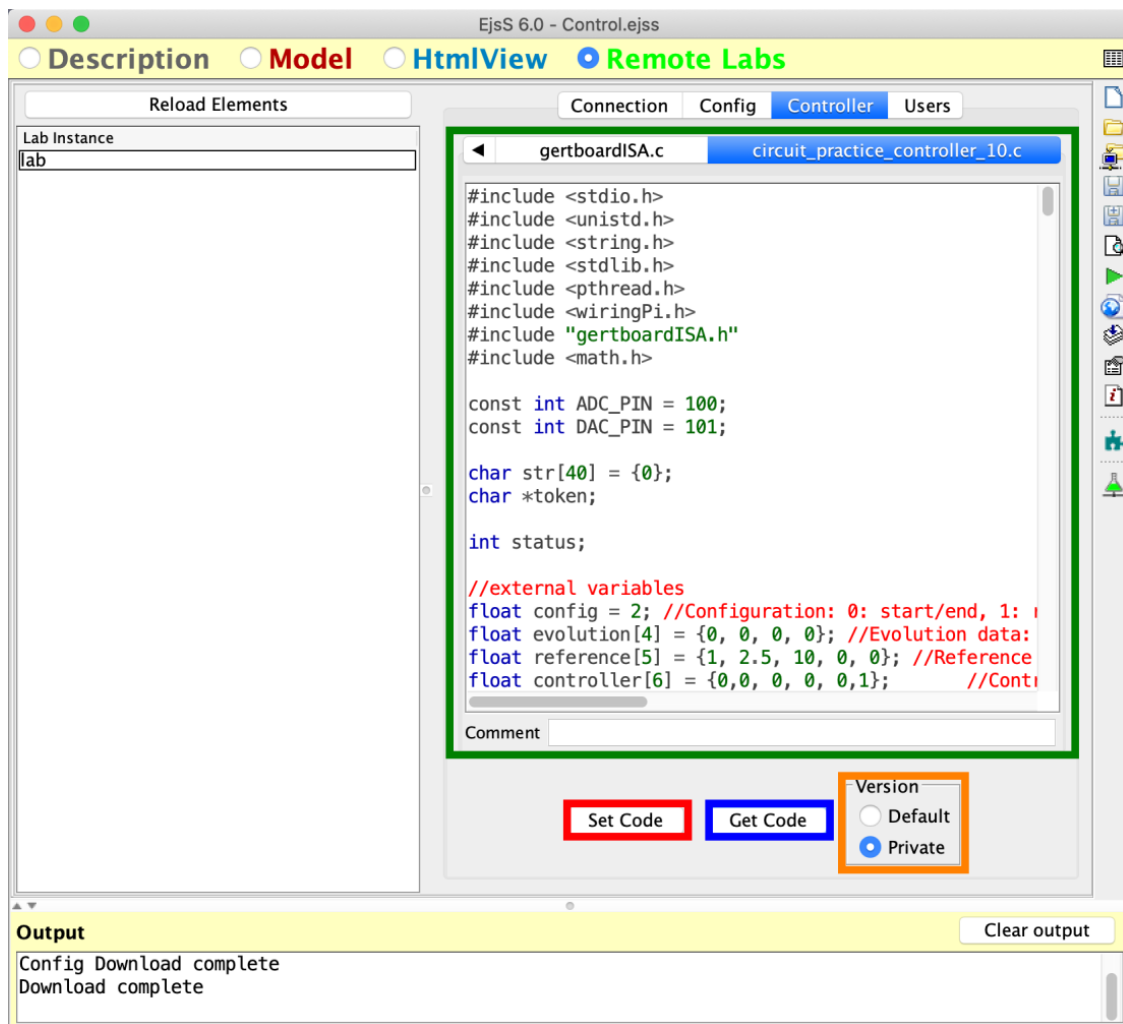 EjsS 6.0 - Control.ejss
Description Model HtmlView Remote Labs
Reload Elements
Lab Instance
lab
Connection Config Controller Users
◀ gertboardISA.c circuit_practice_controller_10.c
#include <stdio.h>
#include <unistd.h>
#include <string.h>
#include <stdlib.h>
#include <pthread.h>
#include <wiringPi.h>
#include "gertboardISA.h"
#include <math.h>
const int ADC_PIN = 100;
const int DAC_PIN = 101;
char str[40] = {0};
char *token;
int status;
//external variables
float config = 2; //Configuration: 0: start/end, 1:
float evolution[4] = {0, 0, 0, 0}; //Evolution data:
float reference[5] = {1, 2.5, 10, 0, 0}; //Reference
float controller[6] = {0,0, 0, 0, 0,1}; //Cont
Comment
Set Code
Get Code
Version
Default
Private
Output
Clear output
Config Download complete
Download complete